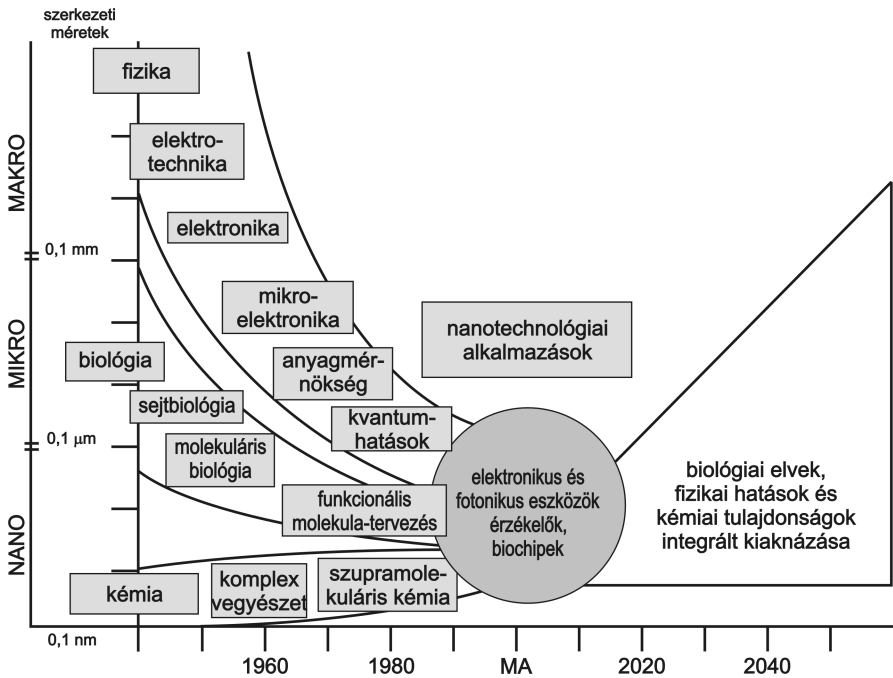 szerkezeti
méretek
fizika
MAKRO
elektro-
technika
elektronika
0,1 mm
mikro-
elektronika
nanotechnológiai
alkalmazások
MIKRO
biológia
anyagmér-
nökség
sejtbiológia
kvantum-
hatások
0,1 μm
molekuláris
biológia
funkcionális
molekula-tervezés
elektronikus és
fotonikus eszközök
érzékelők,
biochipek
biológiai elvek,
fizikai hatások és
kémiai tulajdonságok
integrált kiaknázása
NANO
kémia
komplex
vegyészet
szupramole-
kuláris kémia
0,1 nm
1960
1980
MA
2020
2040